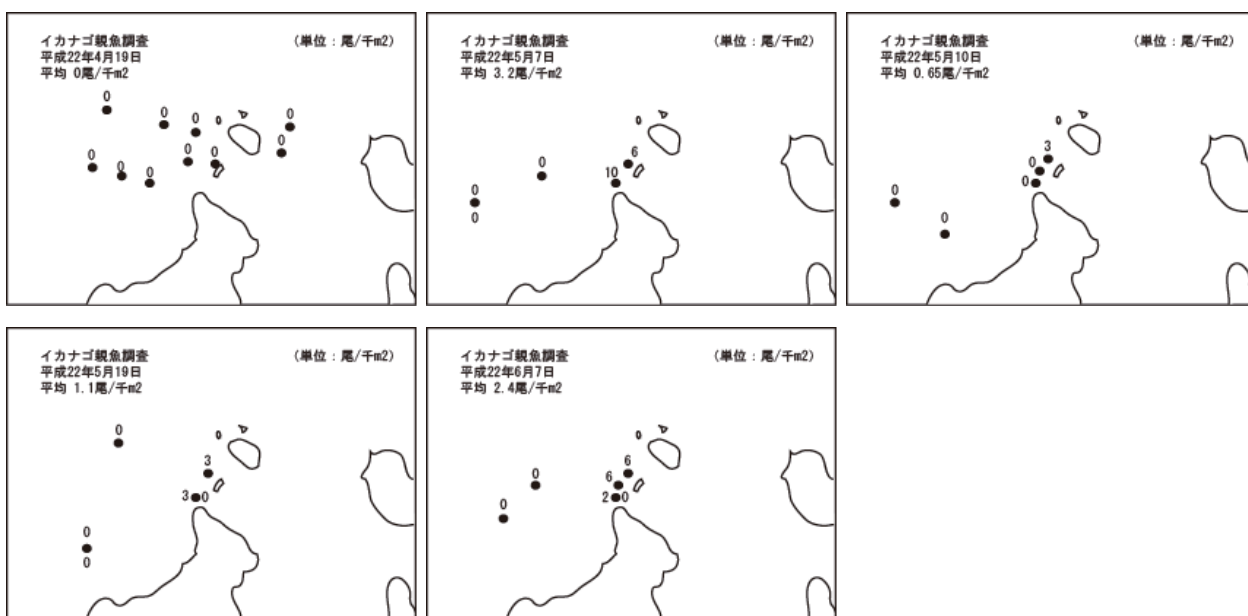 イカナゴ親魚調査 (単位：尾/千m2)
平成22年4月19日
平均 0尾/千m2
0
0
0
0
0
0
0
0
0
0
イカナゴ親魚調査 (単位：尾/千m2)
平成22年5月7日
平均 3.2尾/千m2
6
0
10
0
0
イカナゴ親魚調査 (単位：尾/千m2)
平成22年5月10日
平均 0.65尾/千m2
3
0
0
0
0
イカナゴ親魚調査 (単位：尾/千m2)
平成22年5月19日
平均 1.1尾/千m2
0
3
3 0
0
0
イカナゴ親魚調査 (単位：尾/千m2)
平成22年6月7日
平均 2.4尾/千m2
6
0 6
2 0
0